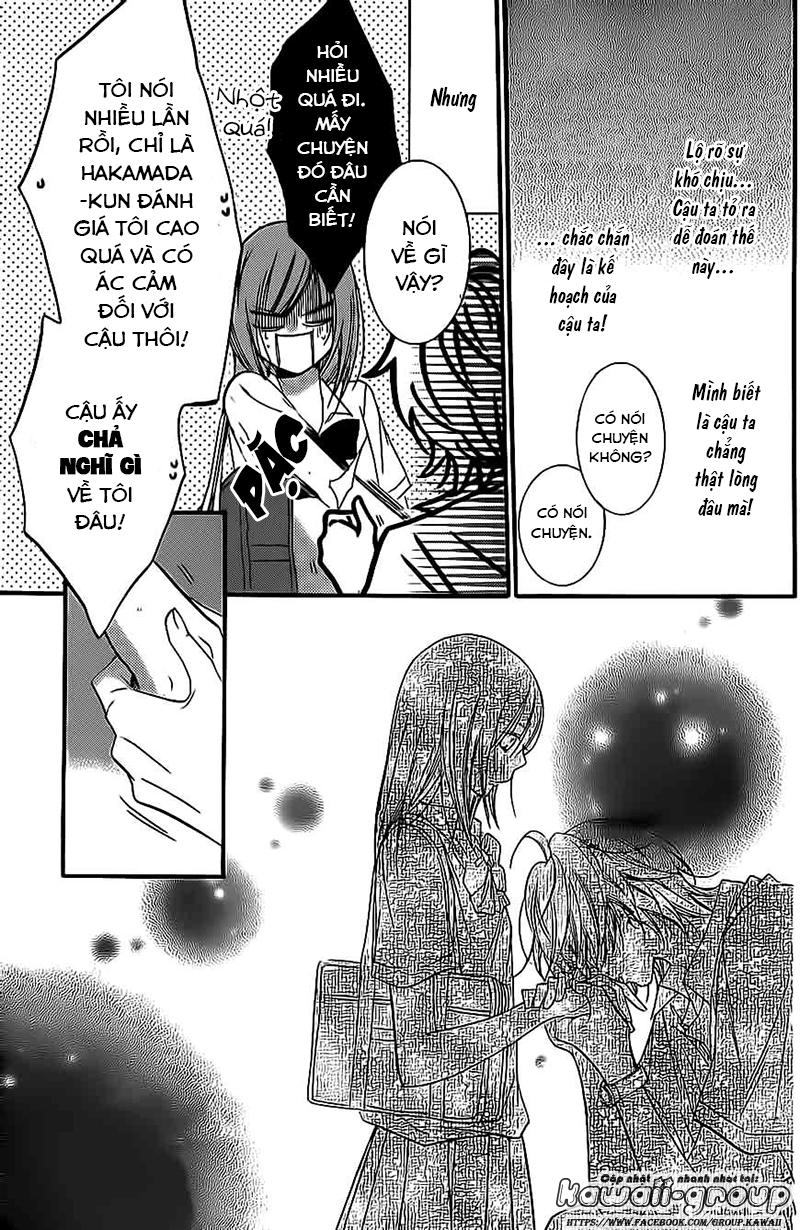 Lộ rõ sự
khó chịu...
Cậu ta tỏ ra
dễ đoán thế
này...
... chắc chắn
đây là kế
hoạch của
cậu ta!
Mình biết
là cậu ta
chẳng
thật lòng
đâu mà!
CÓ NÓI
CHUYỆN
KHÔNG?
CÓ NÓI
CHUYỆN.
Nhưng
NÓI
VỀ GÌ
VẬY?
HỎI
NHIỀU
QUÁ ĐI.
MẤY
CHUYỆN
ĐÓ ĐÂU
CẦN
BIẾT!
Nhột
quá!
PẶC
TÔI NÓI
NHIỀU LẦN
RỒI, CHỈ LÀ
HAKAMADA
-KUN ĐÁNH
GIÁ TÔI CAO
QUÁ VÀ CÓ
ÁC CẢM
ĐỐI VỚI
CẬU THÔI!
CẬU ẤY
CHẢ
NGHĨ GÌ
VỀ TÔI
ĐÂU!
Cập nhật nhanh nhất tại:
kawaii-group
HTTPS://WWW.FACEBOOK.COM/GROUP.KAWAII